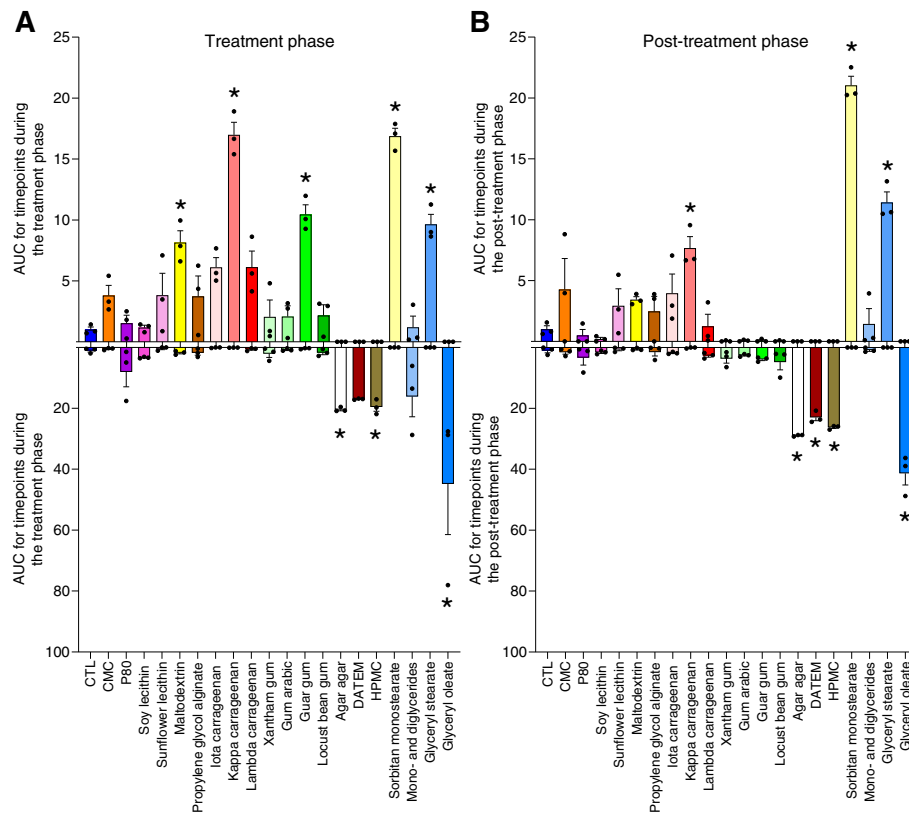 A
Treatment phase
AUC for timepoints during
the treatment phase
25
20
15
10
5
AUC for timepoints during
the treatment phase
20
40
60
80
100
* * * * * * * *
CTL
CMC
P80
Soy lecithin
Sunflower lecithin
Maltodextrin
Propylene glycol alginate
Iota carrageenan
Kappa carrageenan
Lambda carrageenan
Xantham gum
Gum arabic
Guar gum
Locust bean gum
Agar agar
DATEM
HPMC
Sorbitan monostearate
Mono- and diglycerides
Glyceryl stearate
Glyceryl oleate
B
Post-treatment phase
AUC for timepoints during
the post-treatment phase
25
20
15
10
5
AUC for timepoints during
the post-treatment phase
20
40
60
80
100
* * * * * * *
CTL
CMC
P80
Soy lecithin
Sunflower lecithin
Maltodextrin
Propylene glycol alginate
Iota carrageenan
Kappa carrageenan
Lambda carrageenan
Xantham gum
Gum arabic
Guar gum
Locust bean gum
Agar agar
DATEM
HPMC
Sorbitan monostearate
Mono- and diglycerides
Glyceryl stearate
Glyceryl oleate